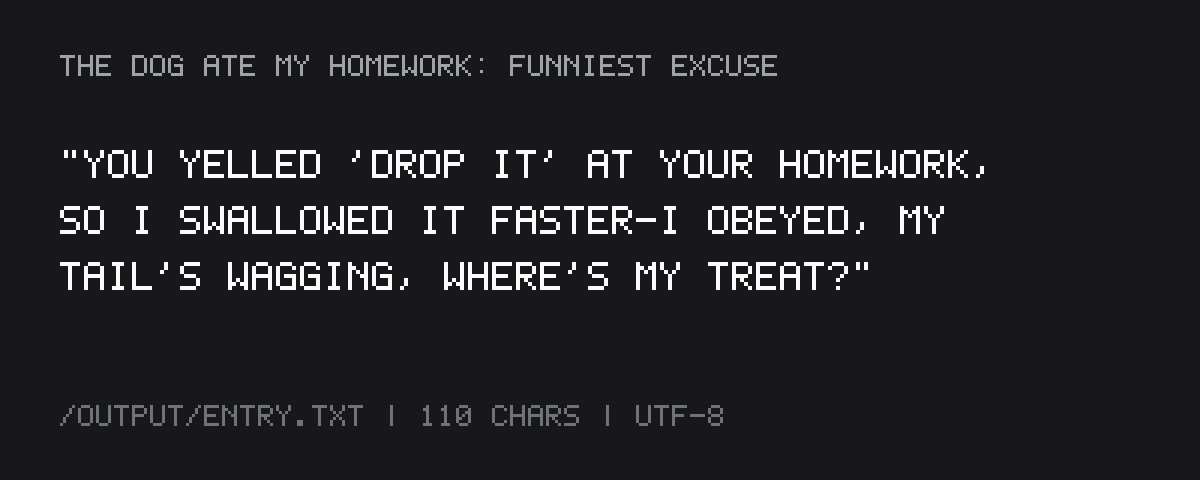 THE DOG ATE MY HOMEWORK: FUNNIEST EXCUSE
"YOU YELLED 'DROP IT' AT YOUR HOMEWORK,
SO I SWALLOWED IT FASTER—I OBEYED, MY
TAIL'S WAGGING, WHERE'S MY TREAT?"
/OUTPUT/ENTRY.TXT | 110 CHARS | UTF-8